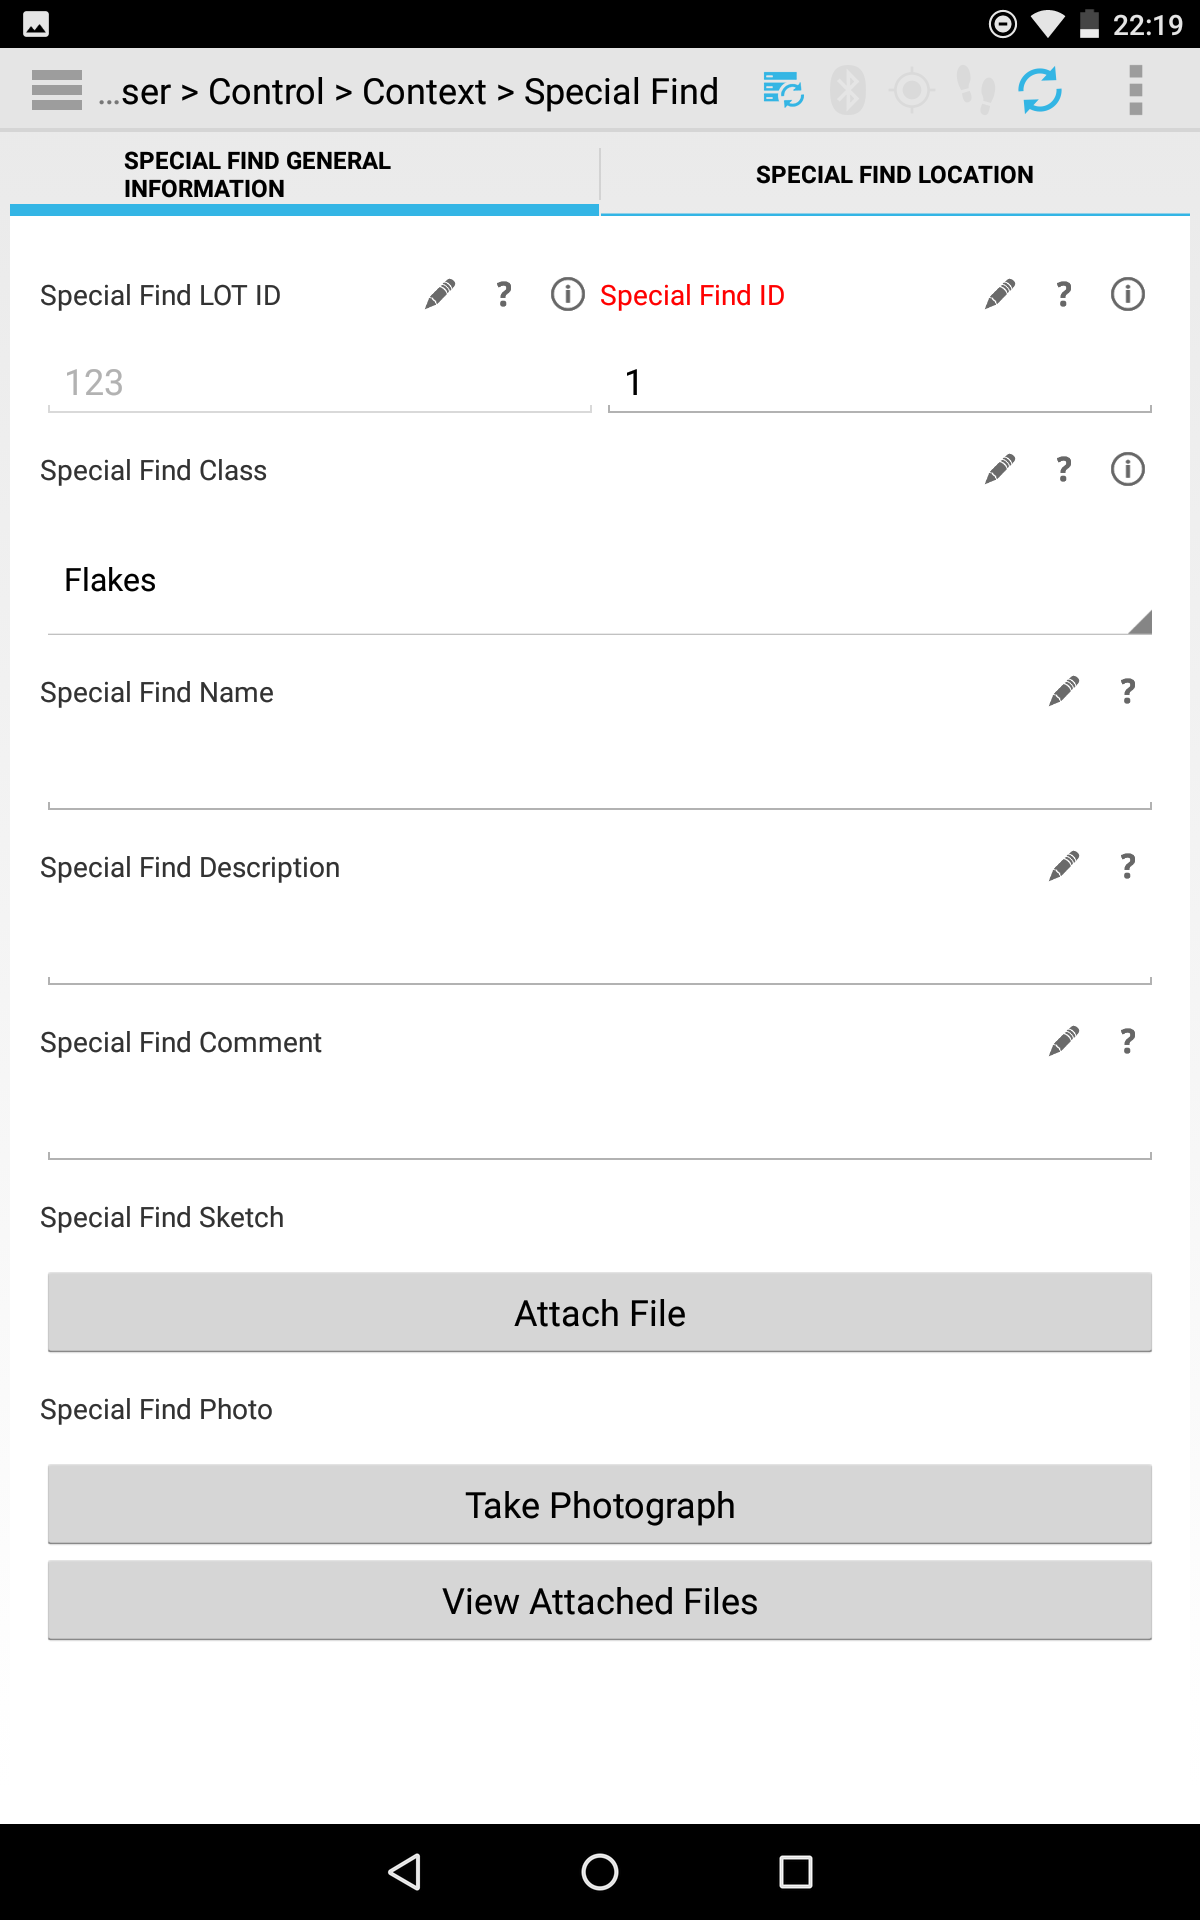 22:19
...ser > Control > Context > Special Find
SPECIAL FIND GENERAL
INFORMATION
SPECIAL FIND LOCATION
Special Find LOT ID ?
Special Find ID ?
123
1
Special Find Class ?
Flakes
Special Find Name ?
Special Find Description ?
Special Find Comment ?
Special Find Sketch
Attach File
Special Find Photo
Take Photograph
View Attached Files